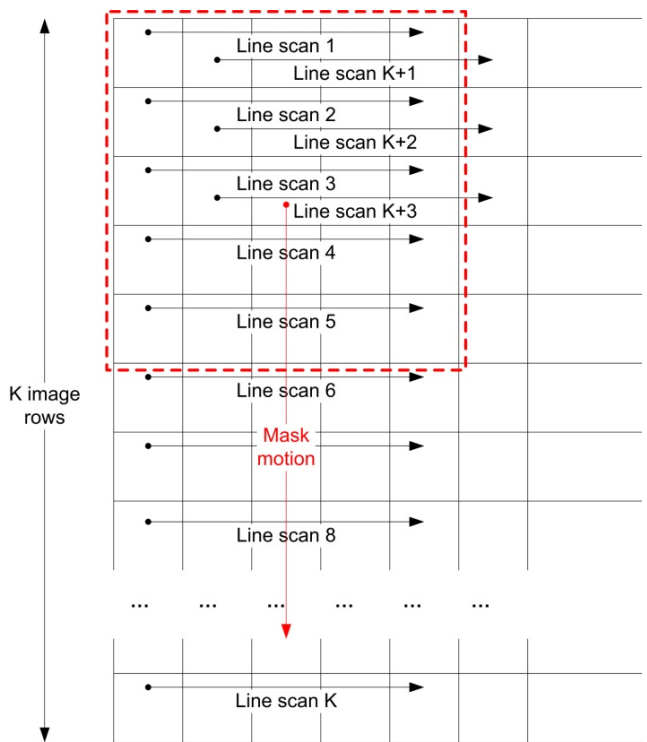 Line scan 1
Line scan K+1
Line scan 2
Line scan K+2
Line scan 3
Line scan K+3
Line scan 4
Line scan 5
Line scan 6
K image
rows
Mask
motion
Line scan 8
... ... ... ... ... ...
Line scan K